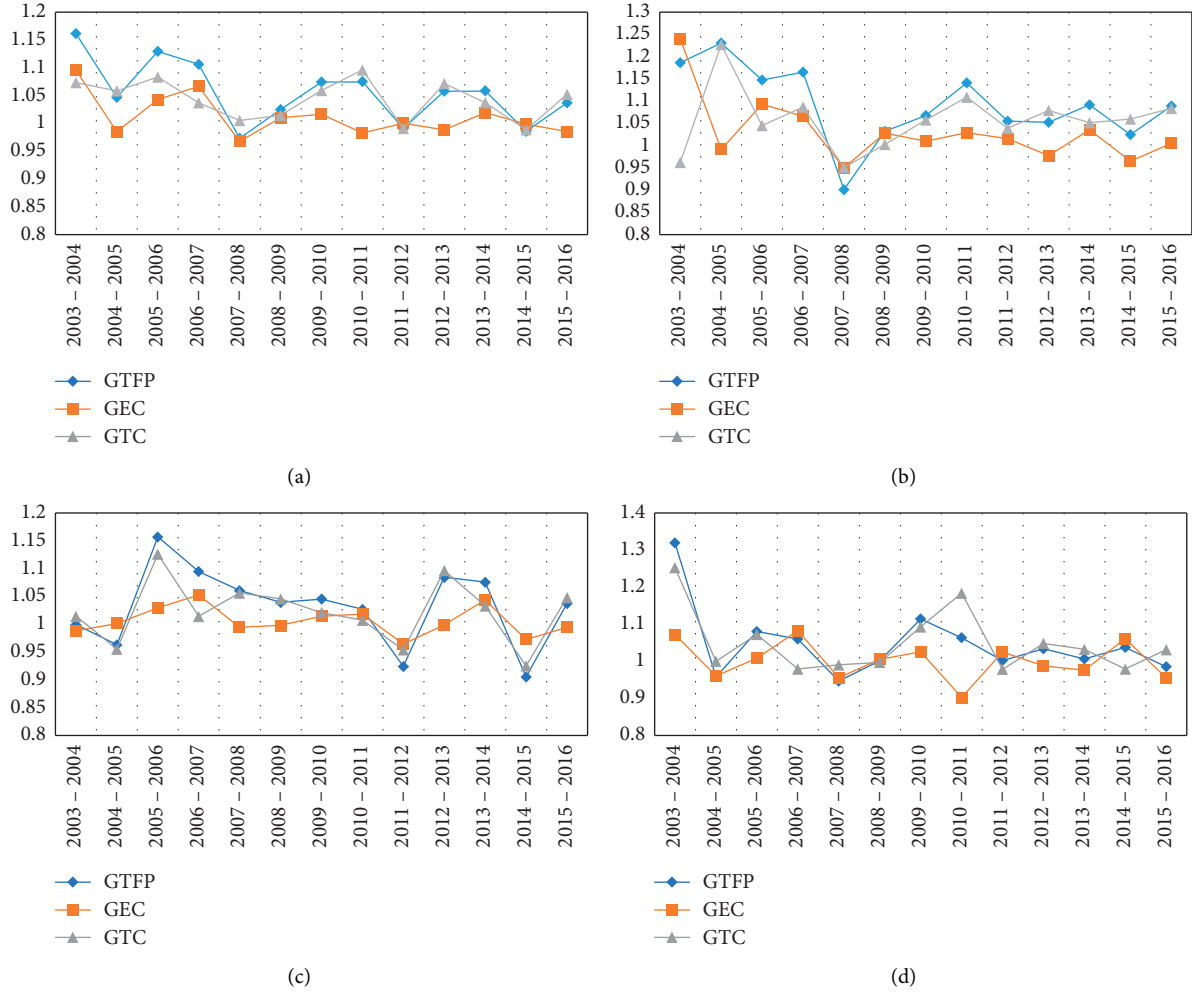 1.2
1.15
1.1
1.05
1
0.95
0.9
0.85
0.8
2003 – 2004
2004 – 2005
2005 – 2006
2006 – 2007
2007 – 2008
2008 – 2009
2009 – 2010
2010 – 2011
2011 – 2012
2012 – 2013
2013 – 2014
2014 – 2015
2015 – 2016
GTFP
GEC
GTC
(a)
1.3
1.25
1.2
1.15
1.1
1.05
1
0.95
0.9
0.85
0.8
2003 – 2004
2004 – 2005
2005 – 2006
2006 – 2007
2007 – 2008
2008 – 2009
2009 – 2010
2010 – 2011
2011 – 2012
2012 – 2013
2013 – 2014
2014 – 2015
2015 – 2016
GTFP
GEC
GTC
(b)
1.2
1.15
1.1
1.05
1
0.95
0.9
0.85
0.8
2003 – 2004
2004 – 2005
2005 – 2006
2006 – 2007
2007 – 2008
2008 – 2009
2009 – 2010
2010 – 2011
2011 – 2012
2012 – 2013
2013 – 2014
2014 – 2015
2015 – 2016
GTFP
GEC
GTC
(c)
1.4
1.3
1.2
1.1
1
0.9
0.8
2003 – 2004
2004 – 2005
2005 – 2006
2006 – 2007
2007 – 2008
2008 – 2009
2009 – 2010
2010 – 2011
2011 – 2012
2012 – 2013
2013 – 2014
2014 – 2015
2015 – 2016
GTFP
GEC
GTC
(d)